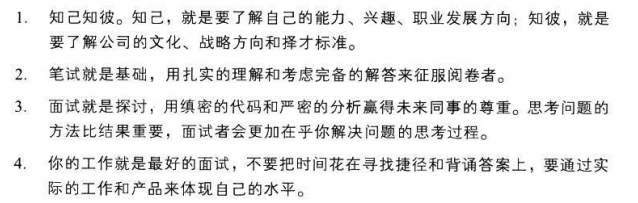 1. 知己知彼。知己，就是要了解自己的能力、兴趣、职业发展方向；知彼，就是
要了解公司的文化、战略方向和择才标准。
2. 笔试就是基础，用扎实的理解和考虑完备的解答来征服阅卷者。
3. 面试就是探讨，用缜密的代码和严密的分析赢得未来同事的尊重。思考问题的
方法比结果重要，面试者会更加在乎你解决问题的思考过程。
4. 你的工作就是最好的面试，不要把时间花在寻找捷径和背诵答案上，要通过实
际的工作和产品来体现自己的水平。